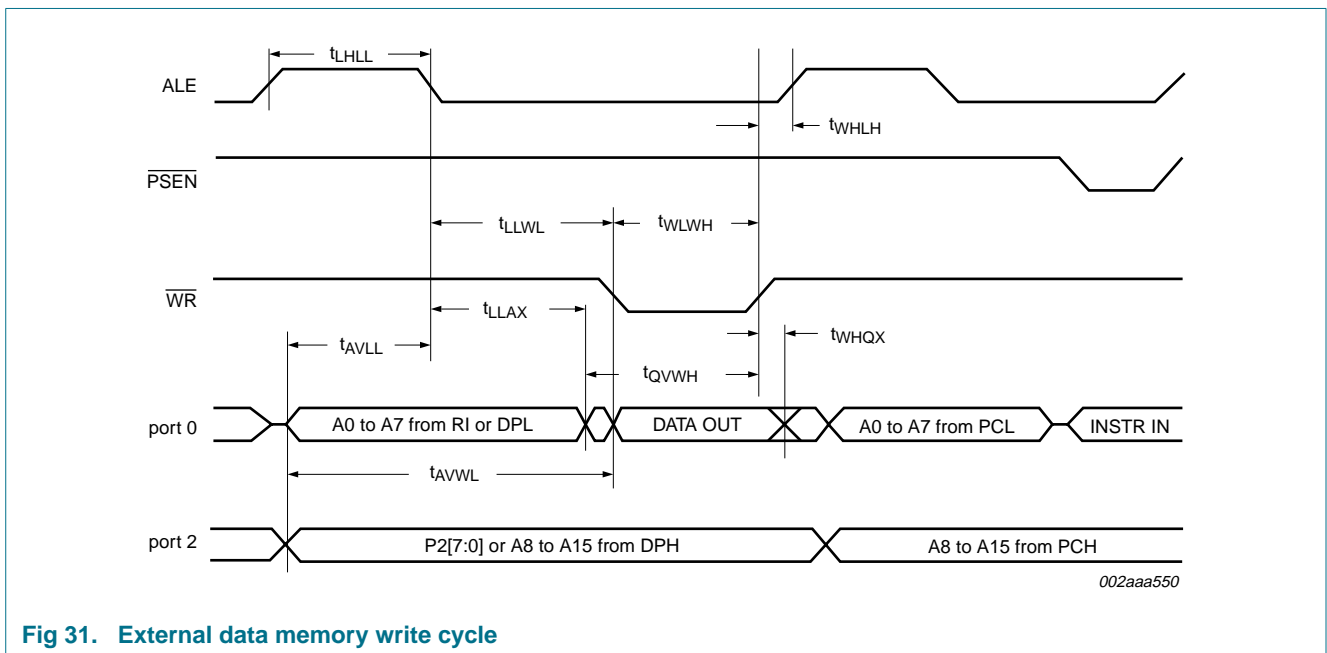 tLHLL
ALE
tWHLH
PSEN
tLLWL
tWLWH
WR
tLLAX
tWHQX
tAVLL
tQVWH
port 0
A0 to A7 from RI or DPL
DATA OUT
A0 to A7 from PCL
INSTR IN
tAVWL
port 2
P2[7:0] or A8 to A15 from DPH
A8 to A15 from PCH
002aaa550
Fig 31. External data memory write cycle